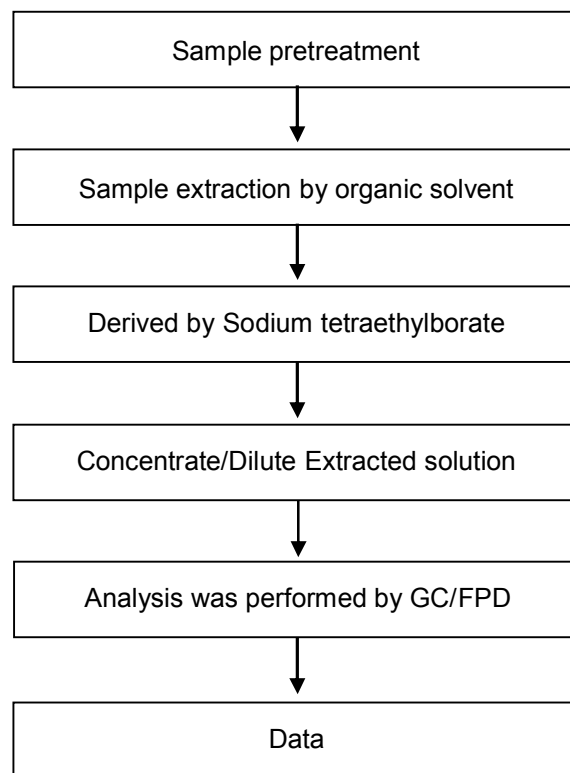 Sample pretreatment
Sample extraction by organic solvent
Derived by Sodium tetraethylborate
Concentrate/Dilute Extracted solution
Analysis was performed by GC/FPD
Data